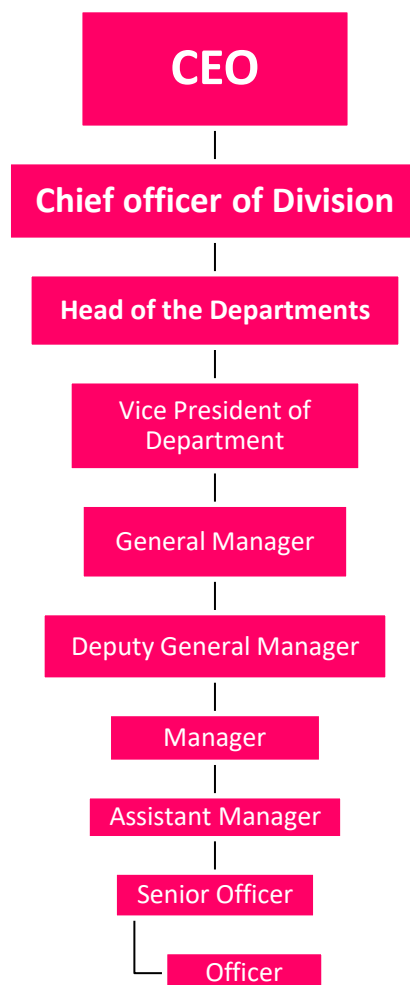 CEO
Chief officer of Division
Head of the Departments
Vice President of
Department
General Manager
Deputy General Manager
Manager
Assistant Manager
Senior Officer
Officer